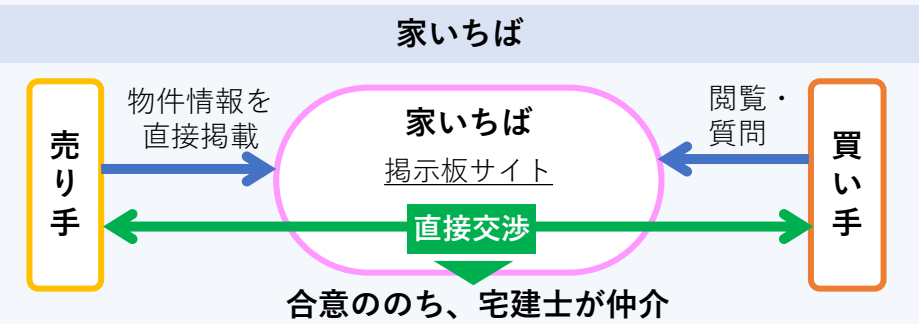 家いちば
売り手
物件情報を
直接掲載
家いちば
掲示板サイト
閲覧・
質問
買い手
直接交渉
合意ののち、宅建士が仲介